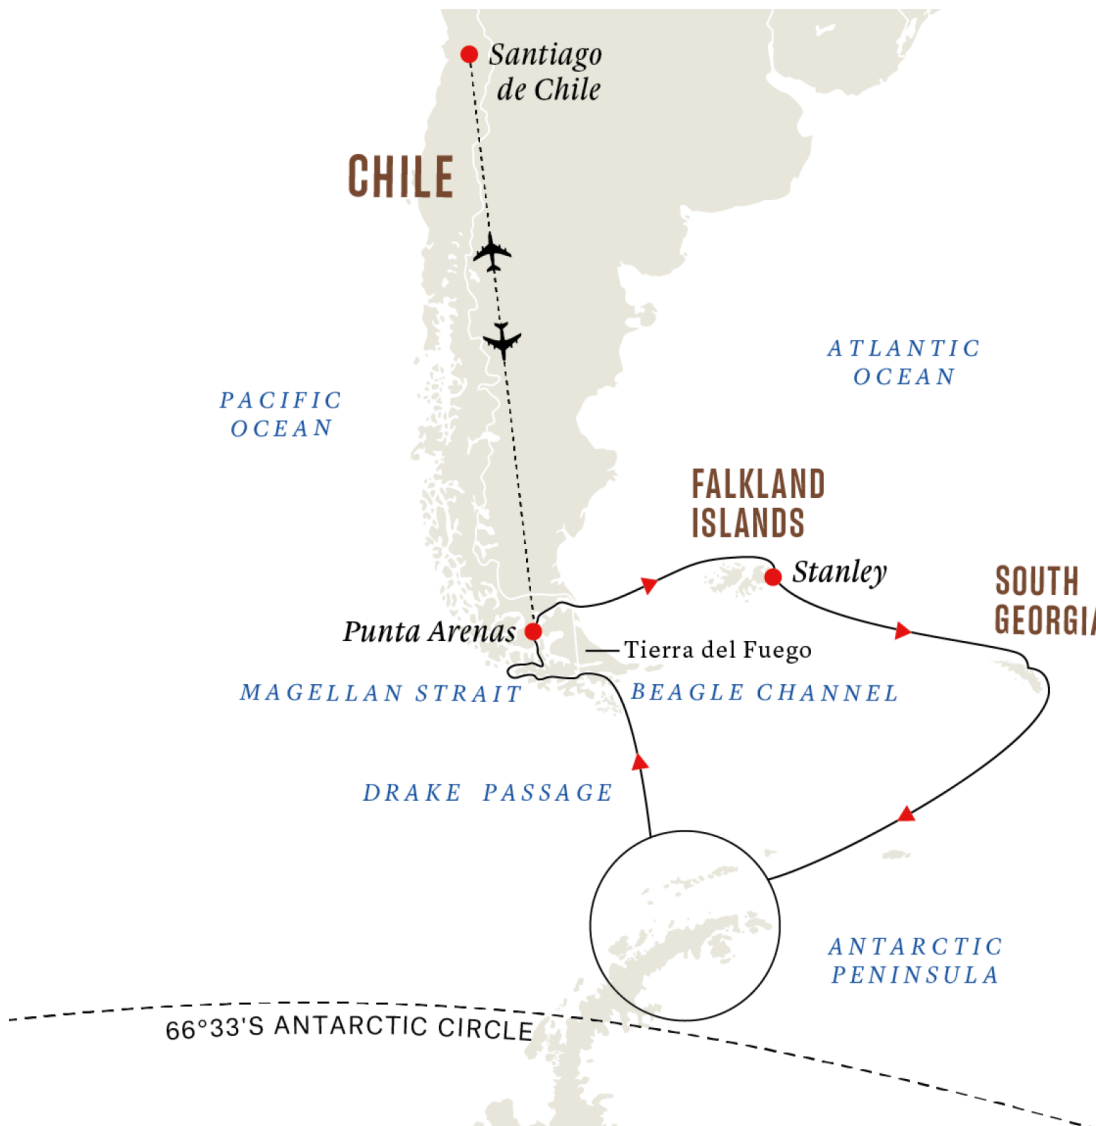 Santiago
de Chile
CHILE
ATLANTIC
OCEAN
PACIFIC
OCEAN
FALKLAND
ISLANDS
Stanley
SOUTH
GEORGIA
Punta Arenas
Tierra del Fuego
MAGELLAN STRAIT
BEAGLE CHANNEL
DRAKE PASSAGE
ANTARCTIC
PENINSULA
66°33'S ANTARCTIC CIRCLE